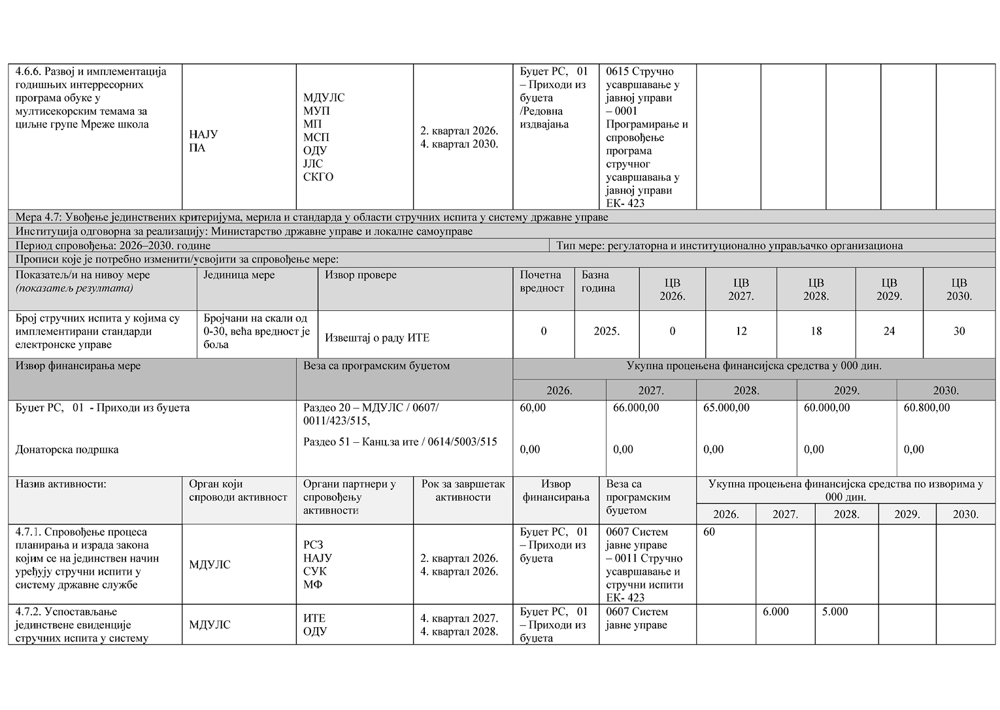 4.6.6. Развој и имплементација
годишњих интерресорних
програма обуке у
мултисекорским темама за
циљне групе Мреже школа
НАЈУ
ПА
МДУЛС
МУП
МП
МСП
ОДУ
ЈЛС
СКГО
2. квартал 2026.
4. квартал 2030.
Буџет РС, 01
– Приходи из
буџета
/Редовна
издвајања
0615 Стручно
усавршавање у
јавној управи
– 0001
Програмирање и
спровођење
програма
стручног
усавршавања у
јавној управи
ЕК- 423
Мера 4.7: Увођење јединствених критеријума, мерила и стандарда у области стручних испита у систему државне управе
Институција одговорна за реализацију: Министарство државне управе и локалне самоуправе
Период спровођења: 2026–2030. године
Тип мере: регулаторна и институционално управљачко организациона
Прописи које је потребно изменити/усвојити за спровођење мере:
Показатељ/и на нивоу мере
(показатељ резултата)
Јединица мере
Извор провере
Почетна
вредност
Базна
година
ЦВ
2026.
ЦВ
2027.
ЦВ
2028.
ЦВ
2029.
ЦВ
2030.
Број стручних испита у којима су
имплементирани стандарди
електронске управе
Бројчани на скали од
0-30, већа вредност је
боља
Извештај о раду ИТЕ
0
2025.
0
12
18
24
30
Извор финансирања мере
Веза са програмским буџетом
Укупна процењена финансијска средства у 000 дин.
2026.
2027.
2028.
2029.
2030.
Буџет РС, 01 - Приходи из буџета
Раздео 20 – МДУЛС / 0607/
0011/423/515,
60,00
66.000,00
65.000,00
60.000,00
60.800,00
Раздео 51 – Канц.за ите / 0614/5003/515
Донаторска подршка
0,00
0,00
0,00
0,00
0,00
Назив активности:
Орган који
спроводи активност
Органи партнери у
спровођењу
активности
Рок за завршетак
активности
Извор
финансирања
Веза са
програмским
буџетом
Укупна процењена финансијска средства по изворима у
000 дин.
2026.
2027.
2028.
2029.
2030.
4.7.1. Спровођење процеса
планирања и израда закона
којим се на јединствен начин
уређују стручни испити у
систему државне службе
МДУЛС
РСЗ
НАЈУ
СУК
МФ
2. квартал 2026.
4. квартал 2026.
Буџет РС, 01
– Приходи из
буџета
0607 Систем
јавне управе
– 0011 Стручно
усавршавање и
стручни испити
ЕК- 423
60
4.7.2. Успостављање
јединствене евиденције
стручних испита у систему
МДУЛС
ИТЕ
ОДУ
4. квартал 2027.
4. квартал 2028.
Буџет РС, 01
– Приходи из
буџета
0607 Систем
јавне управе
6.000
5.000